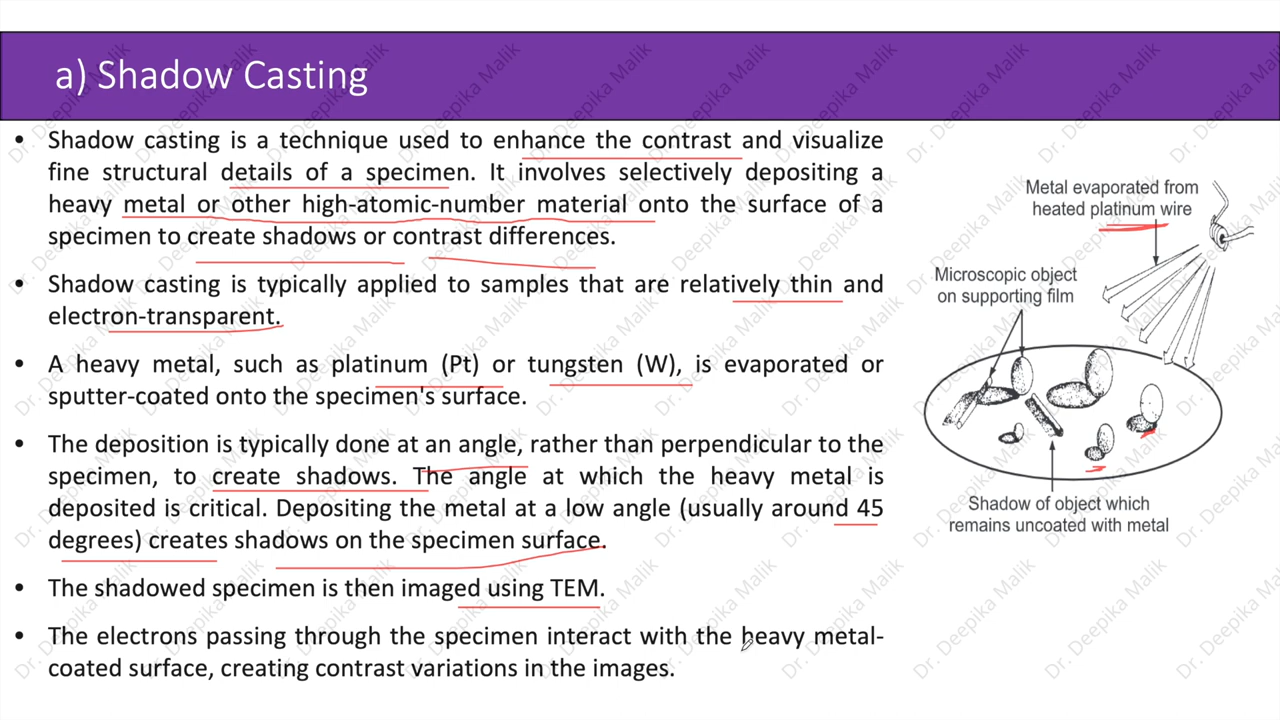 a) Shadow Casting
• Shadow casting is a technique used to enhance the contrast and visualize
fine structural details of a specimen. It involves selectively depositing a
heavy metal or other high-atomic-number material onto the surface of a
specimen to create shadows or contrast differences.
• Shadow casting is typically applied to samples that are relatively thin and
electron-transparent.
• A heavy metal, such as platinum (Pt) or tungsten (W), is evaporated or
sputter-coated onto the specimen's surface.
• The deposition is typically done at an angle, rather than perpendicular to the
specimen, to create shadows. The angle at which the heavy metal is
deposited is critical. Depositing the metal at a low angle (usually around 45
degrees) creates shadows on the specimen surface.
• The shadowed specimen is then imaged using TEM.
• The electrons passing through the specimen interact with the heavy metal-
coated surface, creating contrast variations in the images.
Metal evaporated from
heated platinum wire
Microscopic object
on supporting film
Shadow of object which
remains uncoated with metal
Dr. Deepika Malik